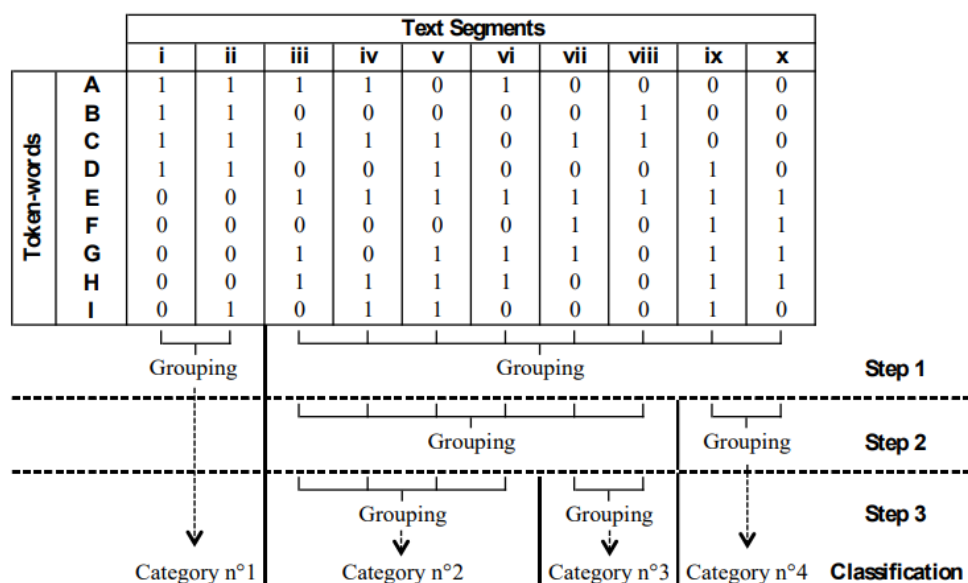 Text Segments
i ii iii iv v vi vii viii ix x
Token-words
A 1 1 1 1 0 1 0 0 0 0
B 1 1 0 0 0 0 0 1 0 0
C 1 1 1 1 1 0 1 1 0 0
D 1 1 0 0 1 0 0 0 1 0
E 0 0 1 1 1 1 1 1 1 1
F 0 0 0 0 0 0 1 0 1 1
G 0 0 1 0 1 1 1 0 1 1
H 0 0 1 1 1 1 0 0 1 1
I 0 1 0 1 1 0 0 0 1 0
Grouping Grouping Step 1
Grouping Grouping Step 2
Grouping Grouping Step 3
Category n°1 Category n°2 Category n°3 Category n°4 Classification